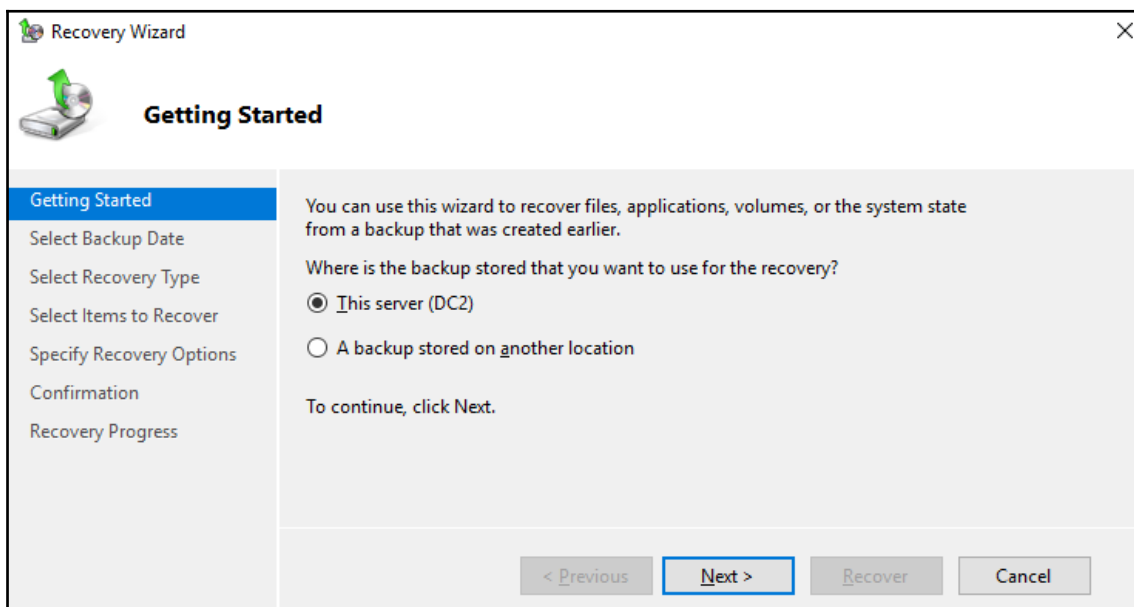 Recovery Wizard
Getting Started
Getting Started
Select Backup Date
Select Recovery Type
Select Items to Recover
Specify Recovery Options
Confirmation
Recovery Progress
You can use this wizard to recover files, applications, volumes, or the system state
from a backup that was created earlier.
Where is the backup stored that you want to use for the recovery?
This server (DC2)
A backup stored on another location
To continue, click Next.
< Previous
Next >
Recover
Cancel